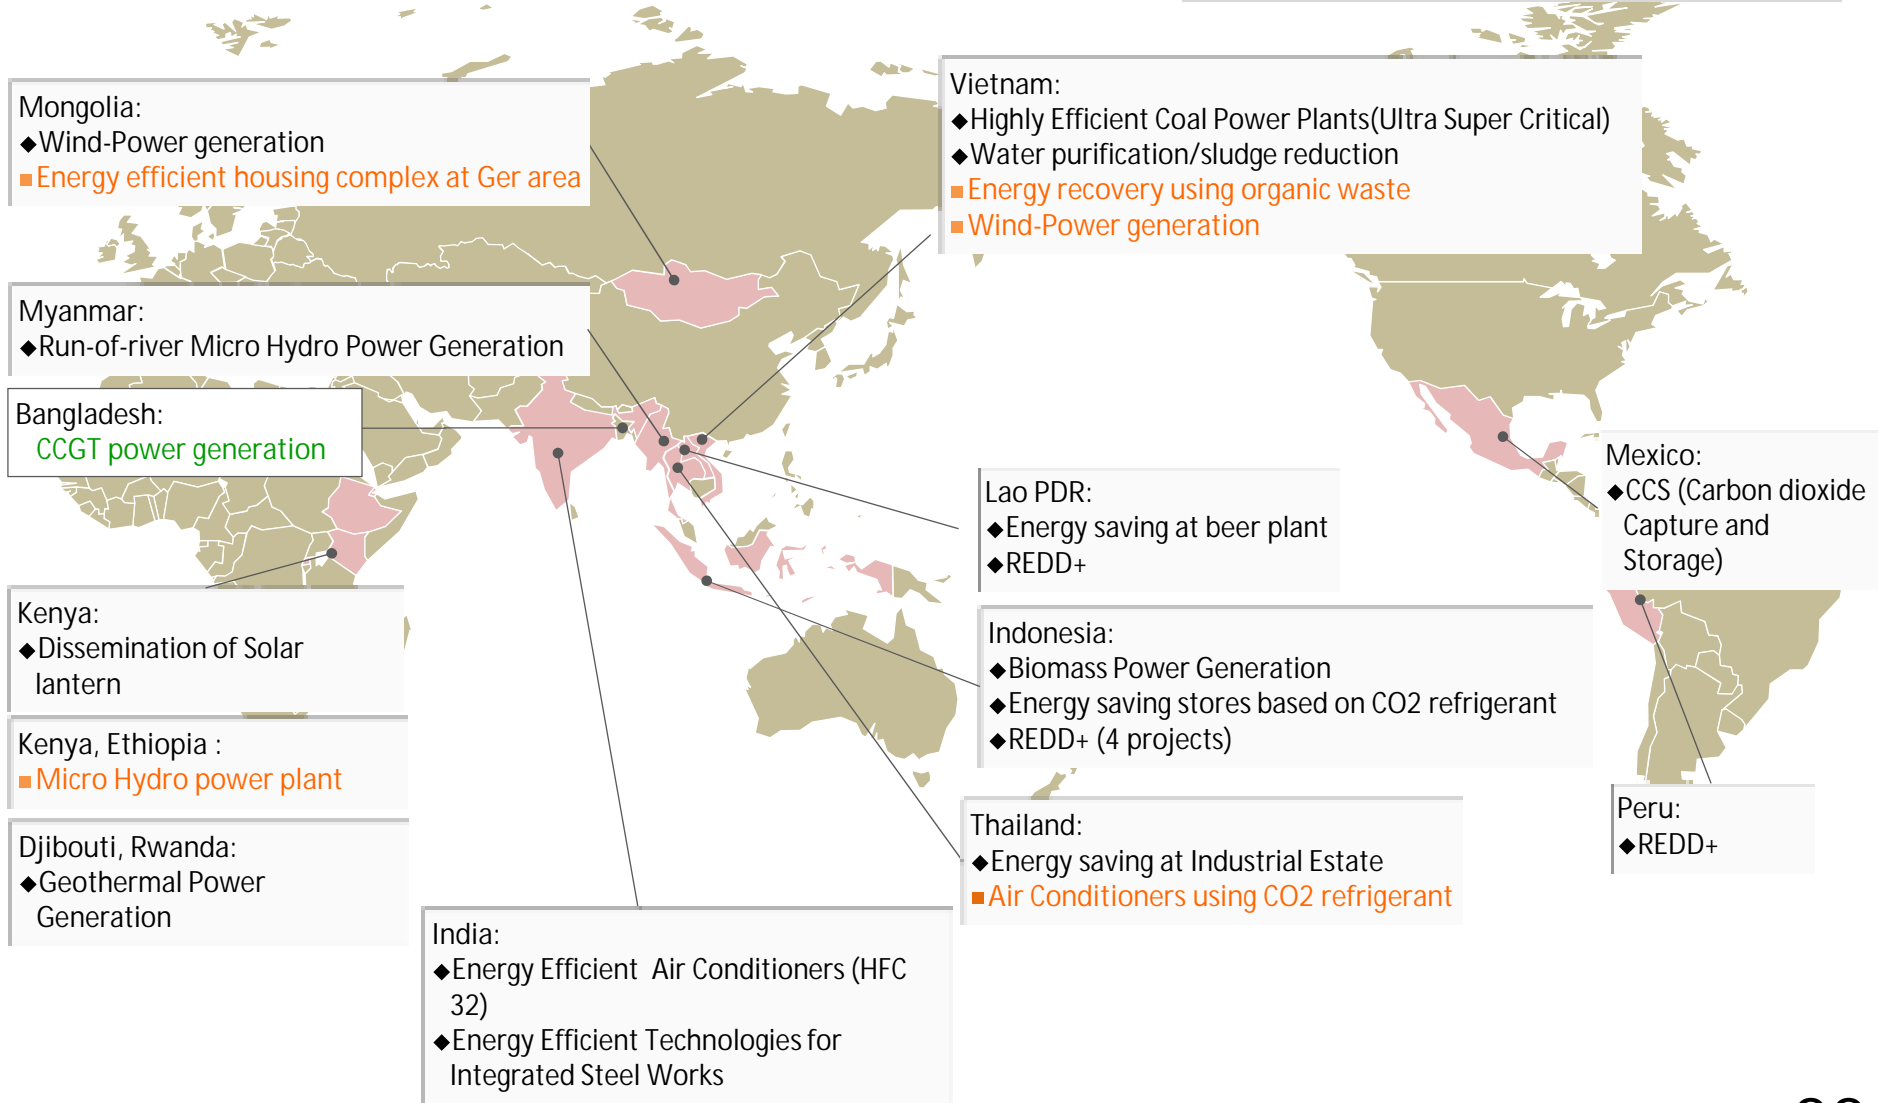 Mongolia:
◆Wind-Power generation
■Energy efficient housing complex at Ger area
Vietnam:
◆Highly Efficient Coal Power Plants(Ultra Super Critical)
◆Water purification/sludge reduction
■Energy recovery using organic waste
■Wind-Power generation
Myanmar:
◆Run-of-river Micro Hydro Power Generation
Bangladesh:
CCGT power generation
Mexico:
◆CCS (Carbon dioxide
Capture and
Storage)
Lao PDR:
◆Energy saving at beer plant
◆REDD+
Kenya:
◆Dissemination of Solar
lantern
Indonesia:
◆Biomass Power Generation
◆Energy saving stores based on CO2 refrigerant
◆REDD+ (4 projects)
Kenya, Ethiopia :
■Micro Hydro power plant
Thailand:
◆Energy saving at Industrial Estate
■Air Conditioners using CO2 refrigerant
Peru:
◆REDD+
Djibouti, Rwanda:
◆Geothermal Power
Generation
India:
◆Energy Efficient  Air Conditioners (HFC
32)
◆Energy Efficient Technologies for
Integrated Steel Works